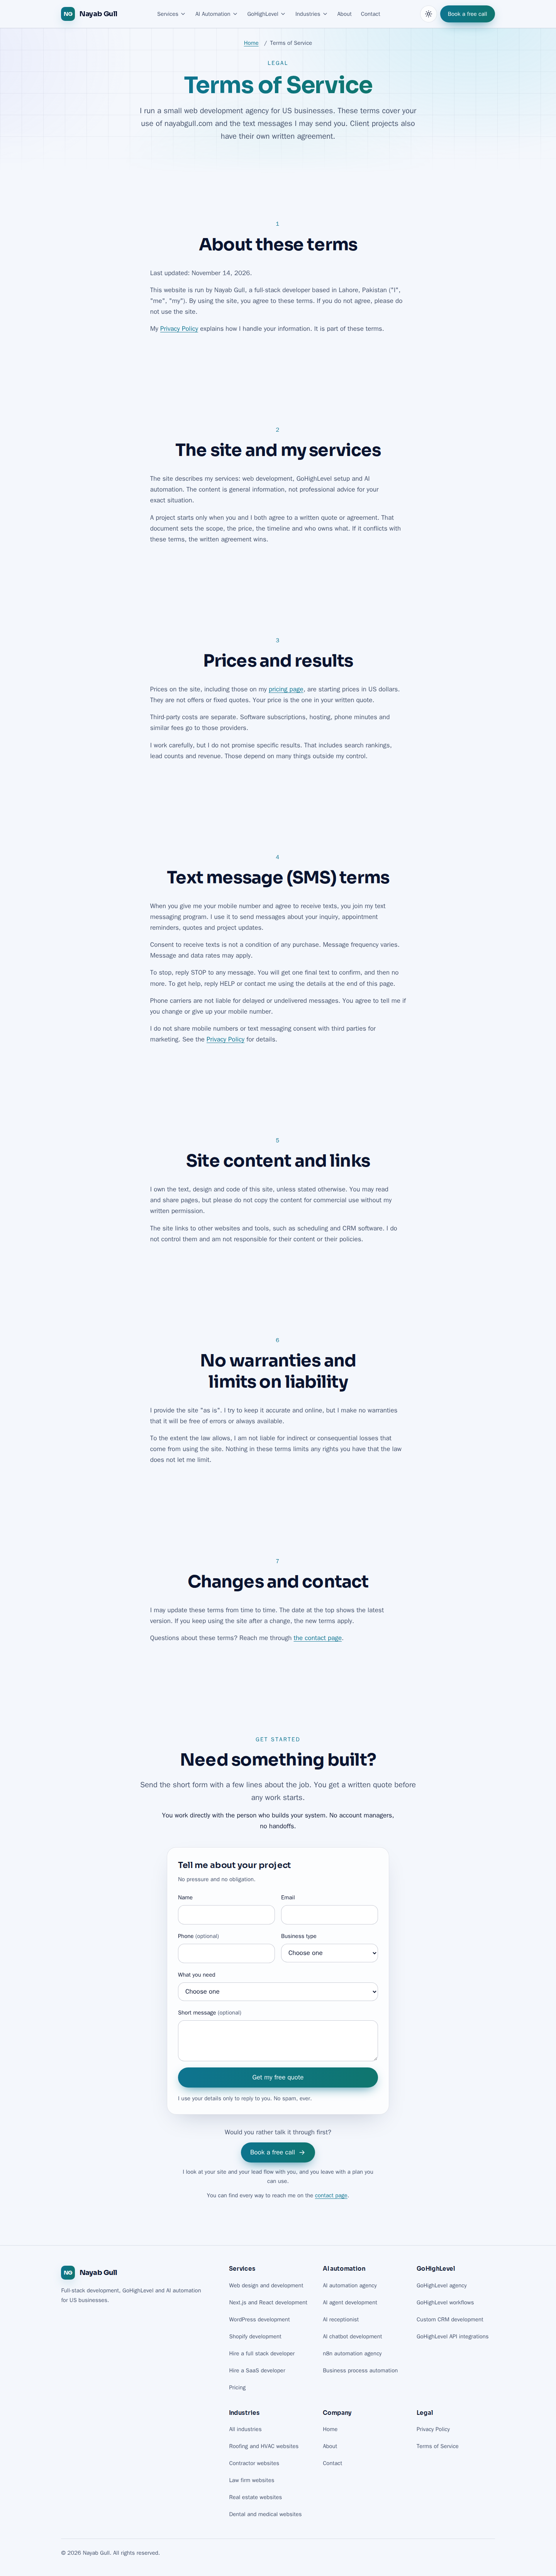 NG Nayab Gull Services AI Automation GoHighLevel Industries About Contact Book a free call
Home / Terms of Service
LEGAL
Terms of Service
I run a small web development agency for US businesses. These terms cover your
use of nayabgull.com and the text messages I may send you. Client projects also
have their own written agreement.
1
About these terms
Last updated: November 14, 2026.
This website is run by Nayab Gull, a full-stack developer based in Lahore, Pakistan ("I",
"me", "my"). By using the site, you agree to these terms. If you do not agree, please do
not use the site.
My Privacy Policy explains how I handle your information. It is part of these terms.
2
The site and my services
The site describes my services: web development, GoHighLevel setup and AI
automation. The content is general information, not professional advice for your
exact situation.
A project starts only when you and I both agree to a written quote or agreement. That
document sets the scope, the price, the timeline and who owns what. If it conflicts with
these terms, the written agreement wins.
3
Prices and results
Prices on the site, including those on my pricing page, are starting prices in US dollars.
They are not offers or fixed quotes. Your price is the one in your written quote.
Third-party costs are separate. Software subscriptions, hosting, phone minutes and
similar fees go to those providers.
I work carefully, but I do not promise specific results. That includes search rankings,
lead counts and revenue. Those depend on many things outside my control.
4
Text message (SMS) terms
When you give me your mobile number and agree to receive texts, you join my text
messaging program. I use it to send messages about your inquiry, appointment
reminders, quotes and project updates.
Consent to receive texts is not a condition of any purchase. Message frequency varies.
Message and data rates may apply.
To stop, reply STOP to any message. You will get one final text to confirm, and then no
more. To get help, reply HELP or contact me using the details at the end of this page.
Phone carriers are not liable for delayed or undelivered messages. You agree to tell me if
you change or give up your mobile number.
I do not share mobile numbers or text messaging consent with third parties for
marketing. See the Privacy Policy for details.
5
Site content and links
I own the text, design and code of this site, unless stated otherwise. You may read
and share pages, but please do not copy the content for commercial use without my
written permission.
The site links to other websites and tools, such as scheduling and CRM software. I do
not control them and am not responsible for their content or their policies.
6
No warranties and
limits on liability
I provide the site "as is". I try to keep it accurate and online, but I make no warranties
that it will be free of errors or always available.
To the extent the law allows, I am not liable for indirect or consequential losses that
come from using the site. Nothing in these terms limits any rights you have that the law
does not let me limit.
7
Changes and contact
I may update these terms from time to time. The date at the top shows the latest
version. If you keep using the site after a change, the new terms apply.
Questions about these terms? Reach me through the contact page.
GET STARTED
Need something built?
Send the short form with a few lines about the job. You get a written quote before
any work starts.
You work directly with the person who builds your system. No account managers,
no handoffs.
Tell me about your project
No pressure and no obligation.
Name Email
Phone (optional) Business type
Choose one
What you need
Choose one
Short message (optional)
Get my free quote
I use your details only to reply to you. No spam, ever.
Would you rather talk it through first?
Book a free call →
I look at your site and your lead flow with you, and you leave with a plan you
can use.
You can find every way to reach me on the contact page.
NG Nayab Gull
Full-stack development, GoHighLevel and AI automation
for US businesses.
Services
Web design and development
Next.js and React development
WordPress development
Shopify development
Hire a full stack developer
Hire a SaaS developer
Pricing
AI automation
AI automation agency
AI agent development
AI receptionist
AI chatbot development
n8n automation agency
Business process automation
GoHighLevel
GoHighLevel agency
GoHighLevel workflows
Custom CRM development
GoHighLevel API integrations
Industries
All industries
Roofing and HVAC websites
Contractor websites
Law firm websites
Real estate websites
Dental and medical websites
Company
Home
About
Contact
Legal
Privacy Policy
Terms of Service
© 2026 Nayab Gull. All rights reserved.